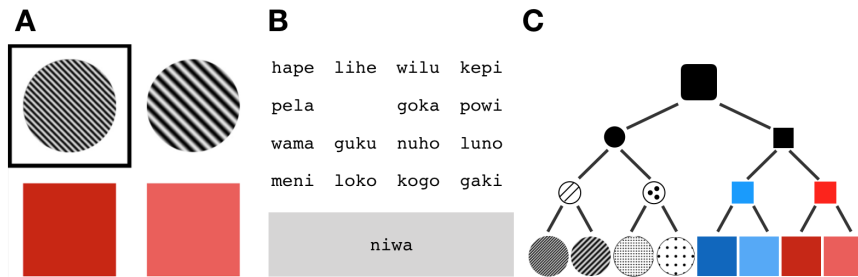 A
B
C
hape lihe wilu kepi
pela goka powi
wama guku nuho luno
meni loko kogo gaki
niwa